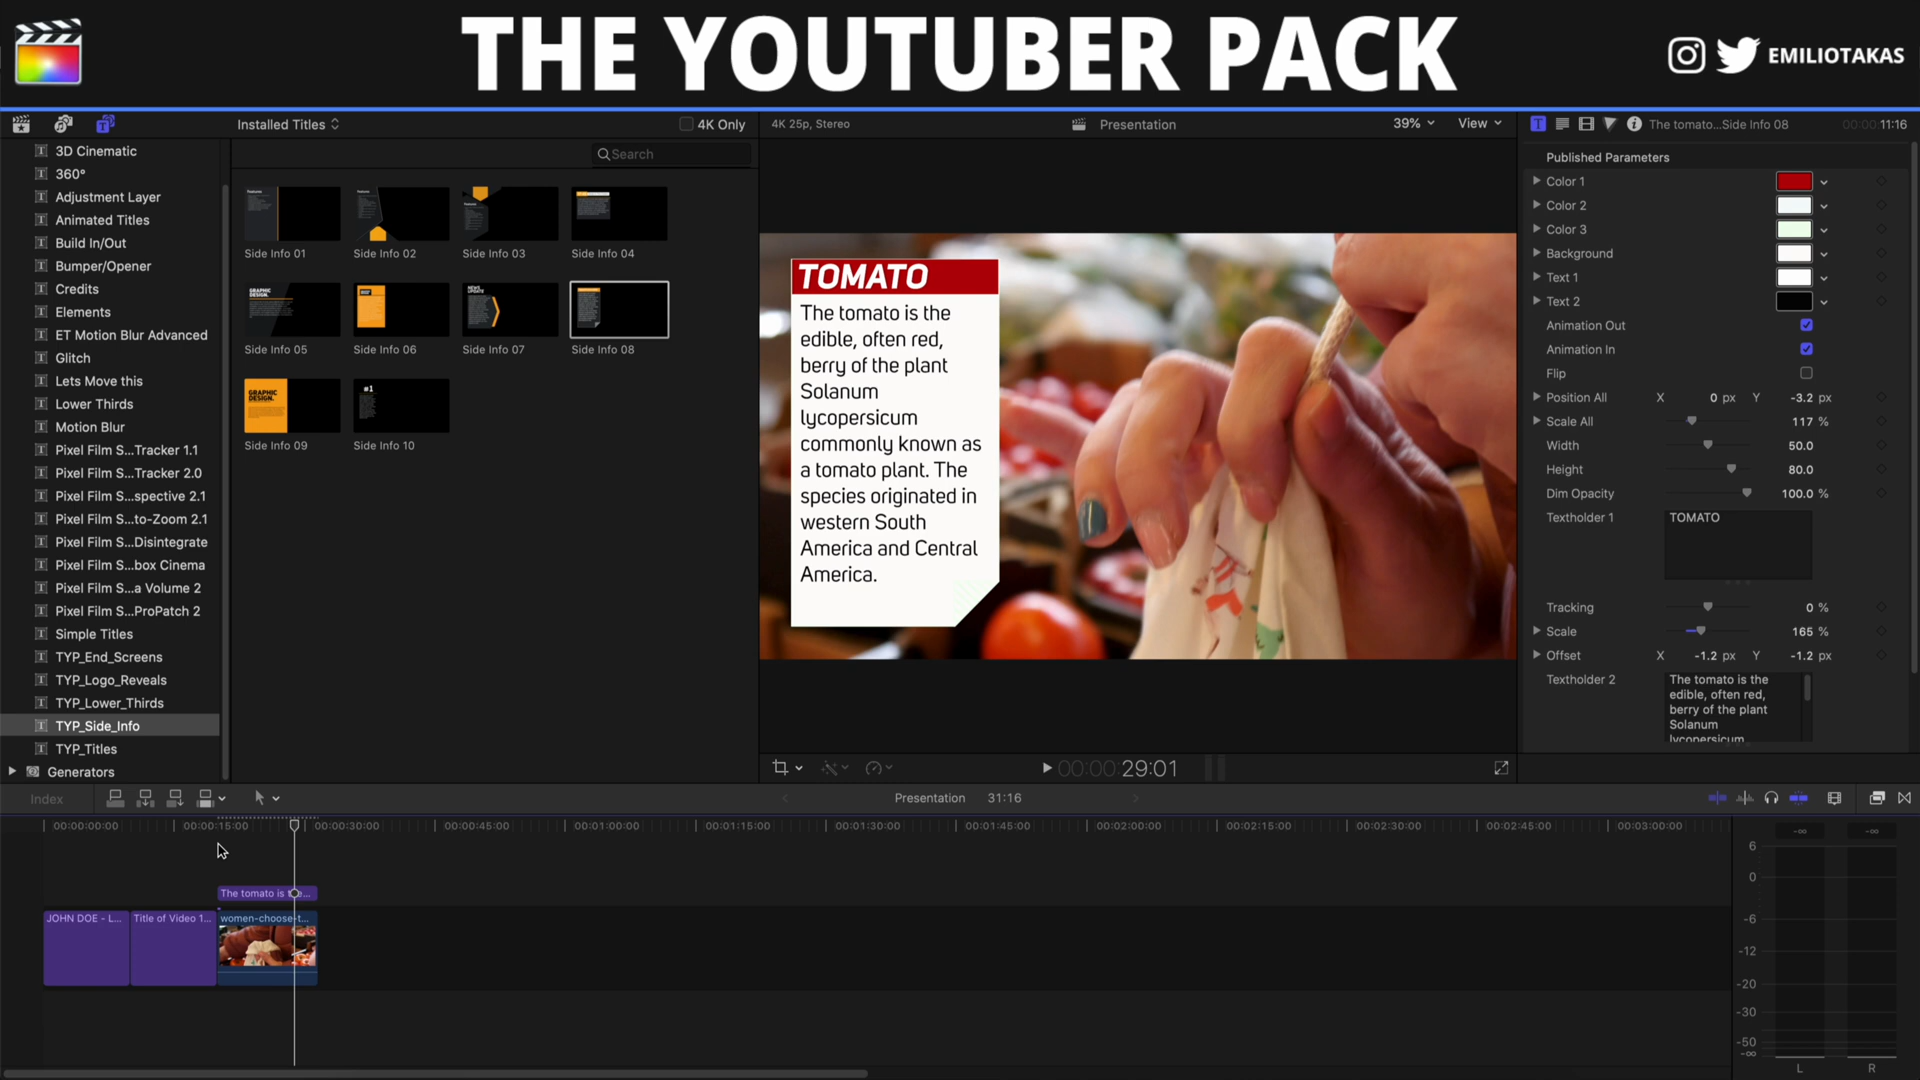 THE YOUTUBER PACK
EMILIOTAKAS
Installed Titles
4K Only
4K 25p, Stereo
Presentation
39%
View
The tomato...Side Info 08
00:00:11:16
Search
3D Cinematic
360°
Adjustment Layer
Animated Titles
Build In/Out
Bumper/Opener
Credits
Elements
ET Motion Blur Advanced
Glitch
Lets Move this
Lower Thirds
Motion Blur
Pixel Film S...Tracker 1.1
Pixel Film S...Tracker 2.0
Pixel Film S...spective 2.1
Pixel Film S...to-Zoom 2.1
Pixel Film S...Disintegrate
Pixel Film S...box Cinema
Pixel Film S...a Volume 2
Pixel Film S...ProPatch 2
Simple Titles
TYP_End_Screens
TYP_Logo_Reveals
TYP_Lower_Thirds
TYP_Side_Info
TYP_Titles
Generators
Side Info 01
Side Info 02
Side Info 03
Side Info 04
GRAPHIC DESIGN.
NEWS UPDATE
Side Info 05
Side Info 06
Side Info 07
Side Info 08
GRAPHIC DESIGN.
#1
Side Info 09
Side Info 10
TOMATO
The tomato is the
edible, often red,
berry of the plant
Solanum
lycopersicum
commonly known as
a tomato plant. The
species originated in
western South
America and Central
America.
Published Parameters
Color 1
Color 2
Color 3
Background
Text 1
Text 2
Animation Out
Animation In
Flip
Position All X 0 px Y -3.2 px
Scale All 117 %
Width 50.0
Height 80.0
Dim Opacity 100.0 %
Textholder 1 TOMATO
Tracking 0 %
Scale 165 %
Offset X -1.2 px Y -1.2 px
Textholder 2 The tomato is the
edible, often red,
berry of the plant
Solanum
lycopersicum
00:00:29:01
Index
Presentation 31:16
00:00:00:00
00:00:15:00
00:00:30:00
00:00:45:00
00:01:00:00
00:01:15:00
00:01:30:00
00:01:45:00
00:02:00:00
00:02:15:00
00:02:30:00
00:02:45:00
00:03:00:00
The tomato is
JOHN DOE - L...
Title of Video 1...
women-choose-t...
-∞ -∞
6
0
-6
-12
-20
-30
-50
-∞
L R